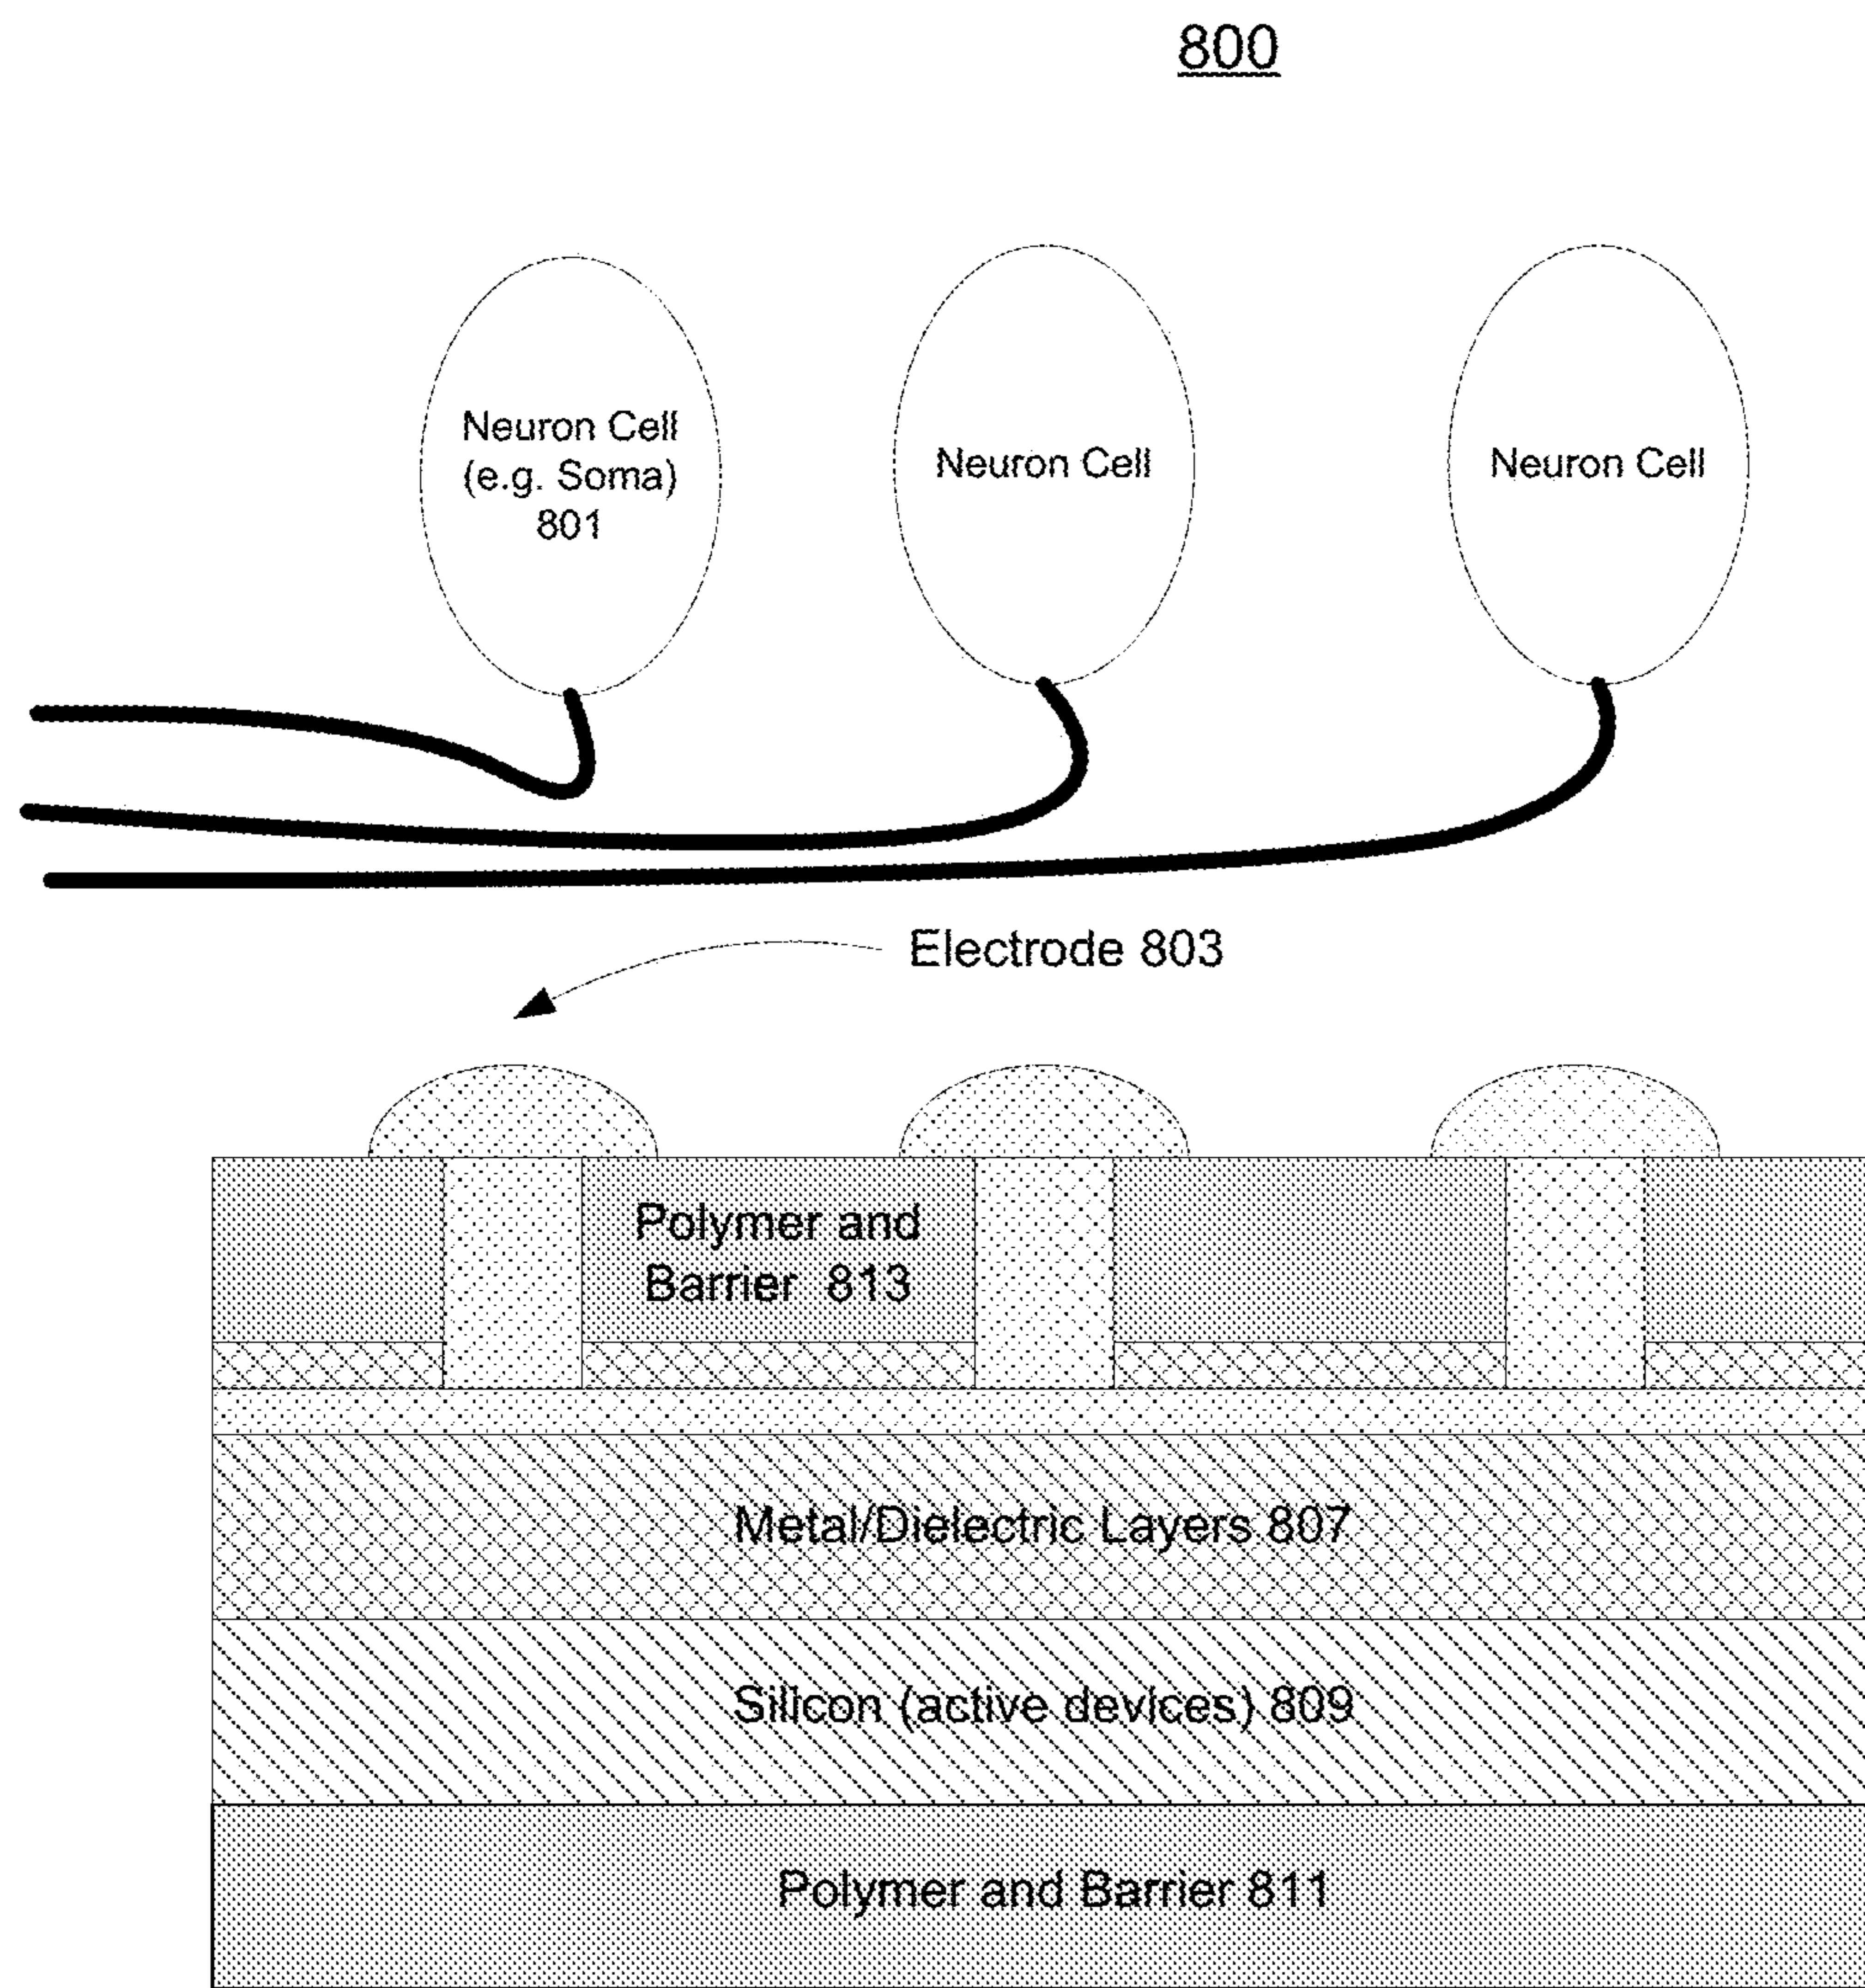 800
Neuron Cell
(e.g. Soma)
801
Neuron Cell
Neuron Cell
Electrode 803
Polymer and
Barrier 813
Metal/Dielectric Layers 807
Silicon (active devices) 809
Polymer and Barrier 811